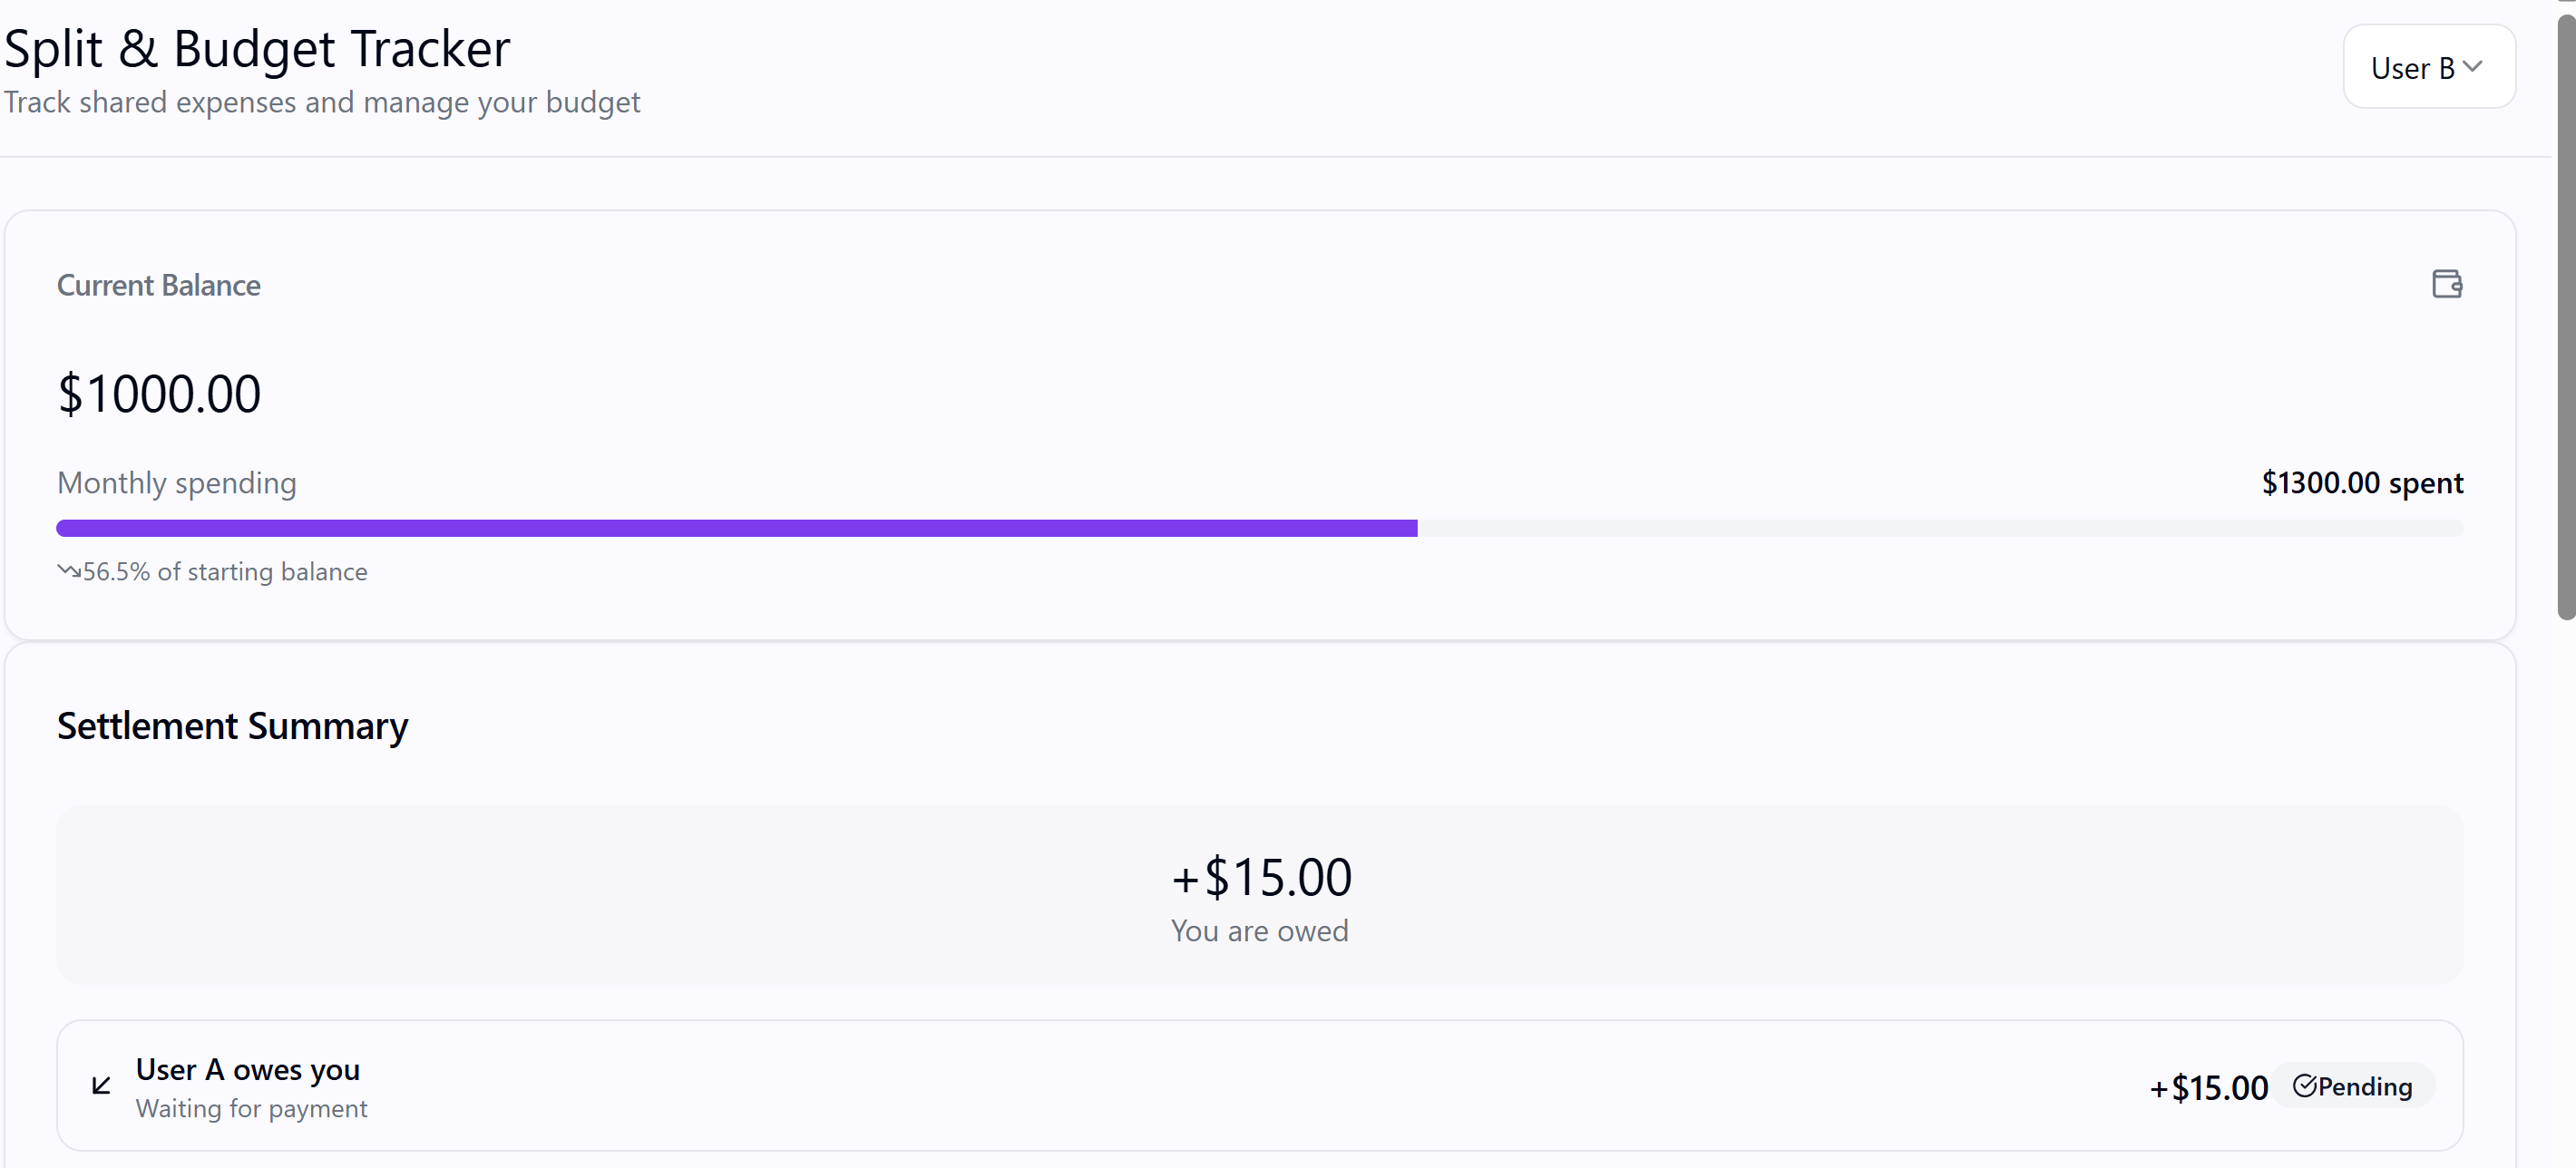 Split & Budget Tracker
User B
Track shared expenses and manage your budget
Current Balance
$1000.00
Monthly spending
$1300.00 spent
56.5% of starting balance
Settlement Summary
+$15.00
You are owed
User A owes you
Waiting for payment
+$15.00
Pending